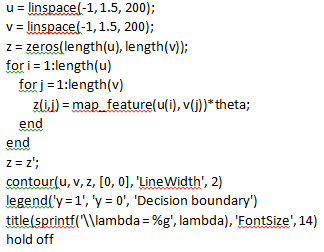 u = linspace(-1,1.5, 200);
v = linspace(-1,1.5, 200);
z = zeros(length(u), length(v));
for i = 1:length(u)
for j = 1:length(v)
z(i,j) = map_feature(u(i), v(j))*theta;
end
end
z = z';
contour(u, v, z, [0, 0], 'LineWidth', 2)
legend('y = 1', 'y = 0', 'Decision boundary')
title(sprintf('\\lambda = %g', lambda), 'FontSize', 14)
hold off